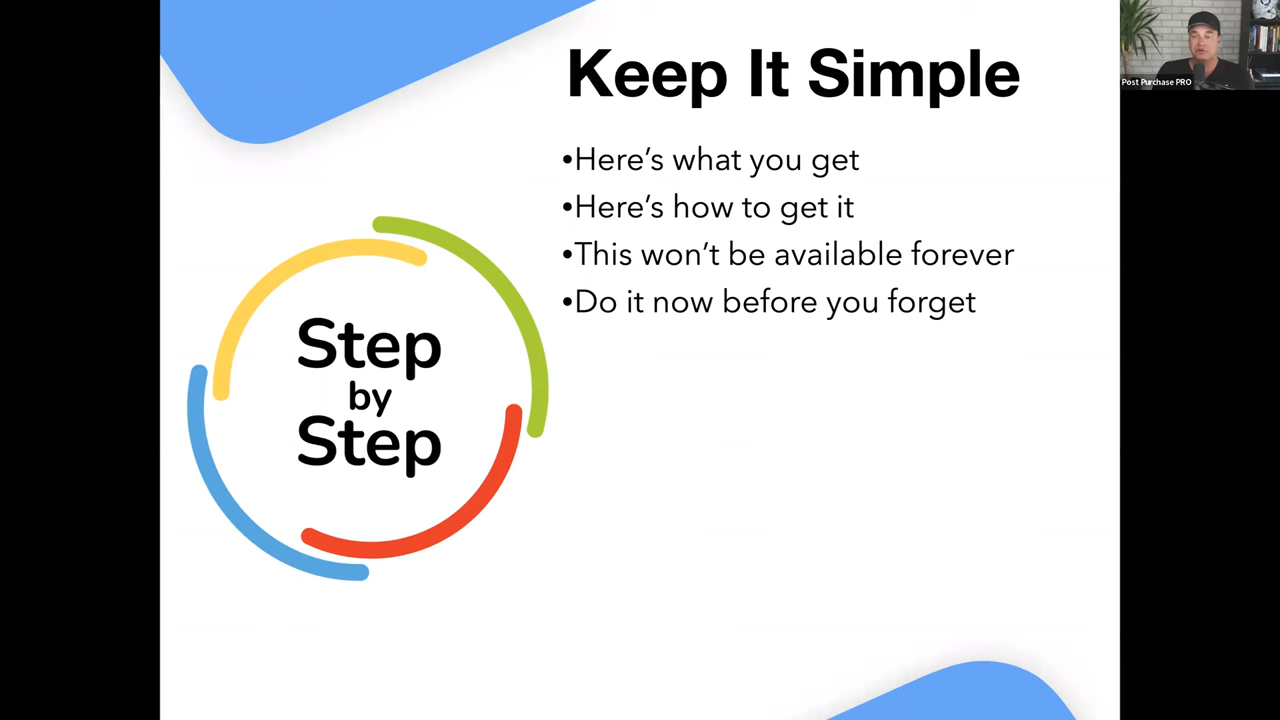 Keep It Simple
•Here's what you get
•Here's how to get it
•This won't be available forever
•Do it now before you forget
Step
by
Step
Post Purchase PRO